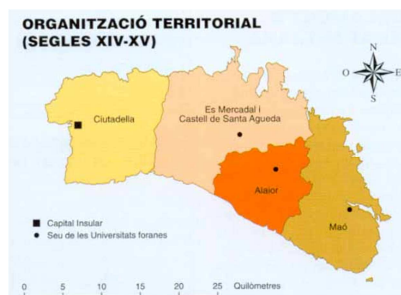 ORGANITZACIÓ TERRITORIAL
(SEGLES XIV-XV)
N
O
E
S
Es Mercadal i
Castell de Santa Agueda
Ciutadella
Alaior
Maó
Capital Insular
Seu de les Universitats foranes
0 5 10 15 20 25 Quilòmetres